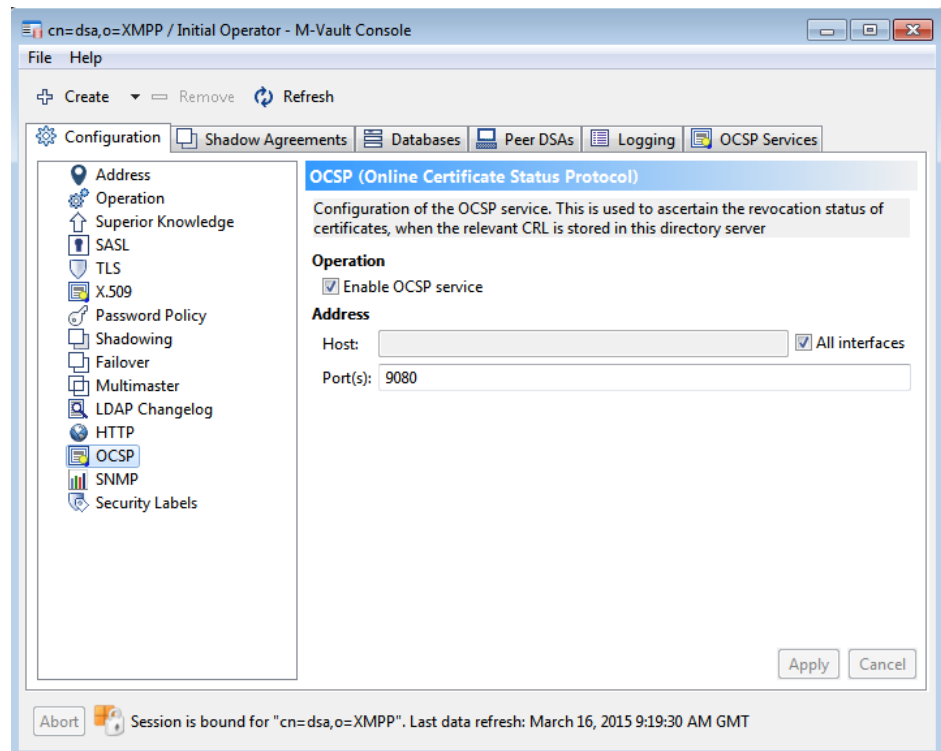 cn=dsa,o=XMPP / Initial Operator - M-Vault Console
File Help
Create Remove Refresh
Configuration Shadow Agreements Databases Peer DSAs Logging OCSP Services
Address
Operation
Superior Knowledge
SASL
TLS
X.509
Password Policy
Shadowing
Failover
Multimaster
LDAP Changelog
HTTP
OCSP
SNMP
Security Labels
OCSP (Online Certificate Status Protocol)
Configuration of the OCSP service. This is used to ascertain the revocation status of
certificates, when the relevant CRL is stored in this directory server
Operation
Enable OCSP service
Address
Host: All interfaces
Port(s): 9080
Apply Cancel
Abort Session is bound for "cn=dsa,o=XMPP". Last data refresh: March 16, 2015 9:19:30 AM GMT